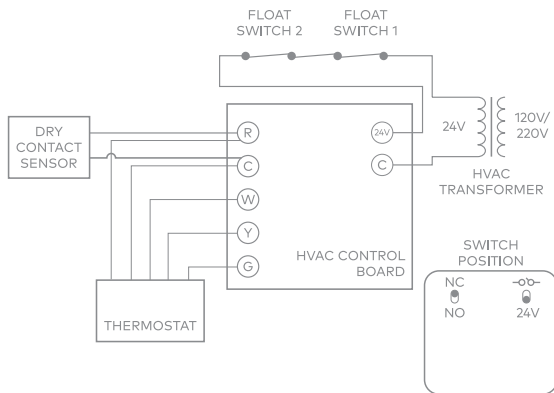 FLOAT
SWITCH 2
FLOAT
SWITCH 1
DRY
CONTACT
SENSOR
R
C
W
Y
G
24V
C
24V
120V/
220V
HVAC
TRANSFORMER
HVAC CONTROL
BOARD
THERMOSTAT
SWITCH
POSITION
NC
NO
24V